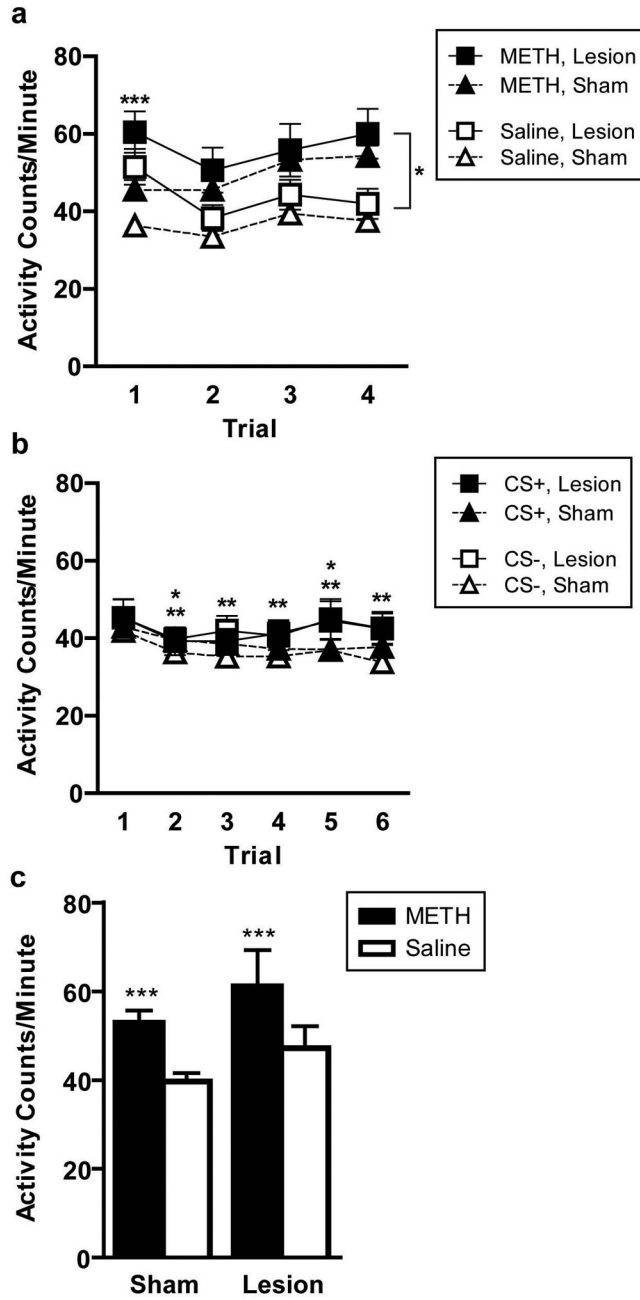 a
80
60
40
20
0
Activity Counts/Minute
***
*
1 2 3 4
Trial
METH, Lesion
METH, Sham
Saline, Lesion
Saline, Sham
b
80
60
40
20
0
Activity Counts/Minute
*
**
**
**
*
**
**
1 2 3 4 5 6
Trial
CS+, Lesion
CS+, Sham
CS-, Lesion
CS-, Sham
c
80
60
40
20
0
Activity Counts/Minute
***
***
Sham Lesion
METH
Saline